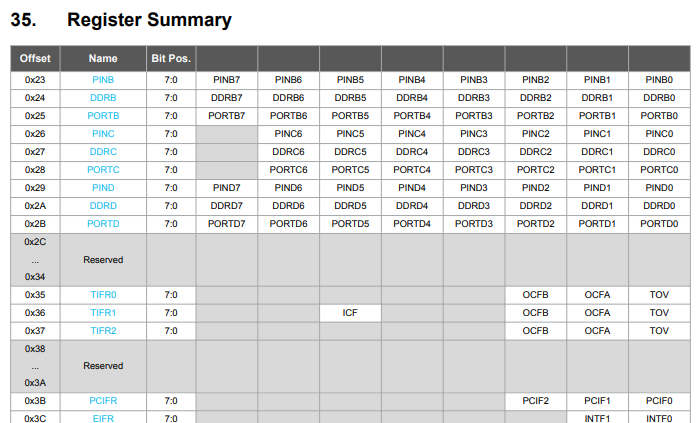 35. Register Summary
Offset Name Bit Pos.
0x23 PINB 7:0 PINB7 PINB6 PINB5 PINB4 PINB3 PINB2 PINB1 PINB0
0x24 DDRB 7:0 DDRB7 DDRB6 DDRB5 DDRB4 DDRB3 DDRB2 DDRB1 DDRB0
0x25 PORTB 7:0 PORTB7 PORTB6 PORTB5 PORTB4 PORTB3 PORTB2 PORTB1 PORTB0
0x26 PINC 7:0 PINC6 PINC5 PINC4 PINC3 PINC2 PINC1 PINC0
0x27 DDRC 7:0 DDRC6 DDRC5 DDRC4 DDRC3 DDRC2 DDRC1 DDRC0
0x28 PORTC 7:0 PORTC6 PORTC5 PORTC4 PORTC3 PORTC2 PORTC1 PORTC0
0x29 PIND 7:0 PIND7 PIND6 PIND5 PIND4 PIND3 PIND2 PIND1 PIND0
0x2A DDRD 7:0 DDRD7 DDRD6 DDRD5 DDRD4 DDRD3 DDRD2 DDRD1 DDRD0
0x2B PORTD 7:0 PORTD7 PORTD6 PORTD5 PORTD4 PORTD3 PORTD2 PORTD1 PORTD0
0x2C
... Reserved
0x34
0x35 TIFR0 7:0 OCFB OCFA TOV
0x36 TIFR1 7:0 ICF OCFB OCFA TOV
0x37 TIFR2 7:0 OCFB OCFA TOV
0x38
... Reserved
0x3A
0x3B PCIFR 7:0 PCIF2 PCIF1 PCIF0
0x3C EIFR 7:0 INTF1 INTF0